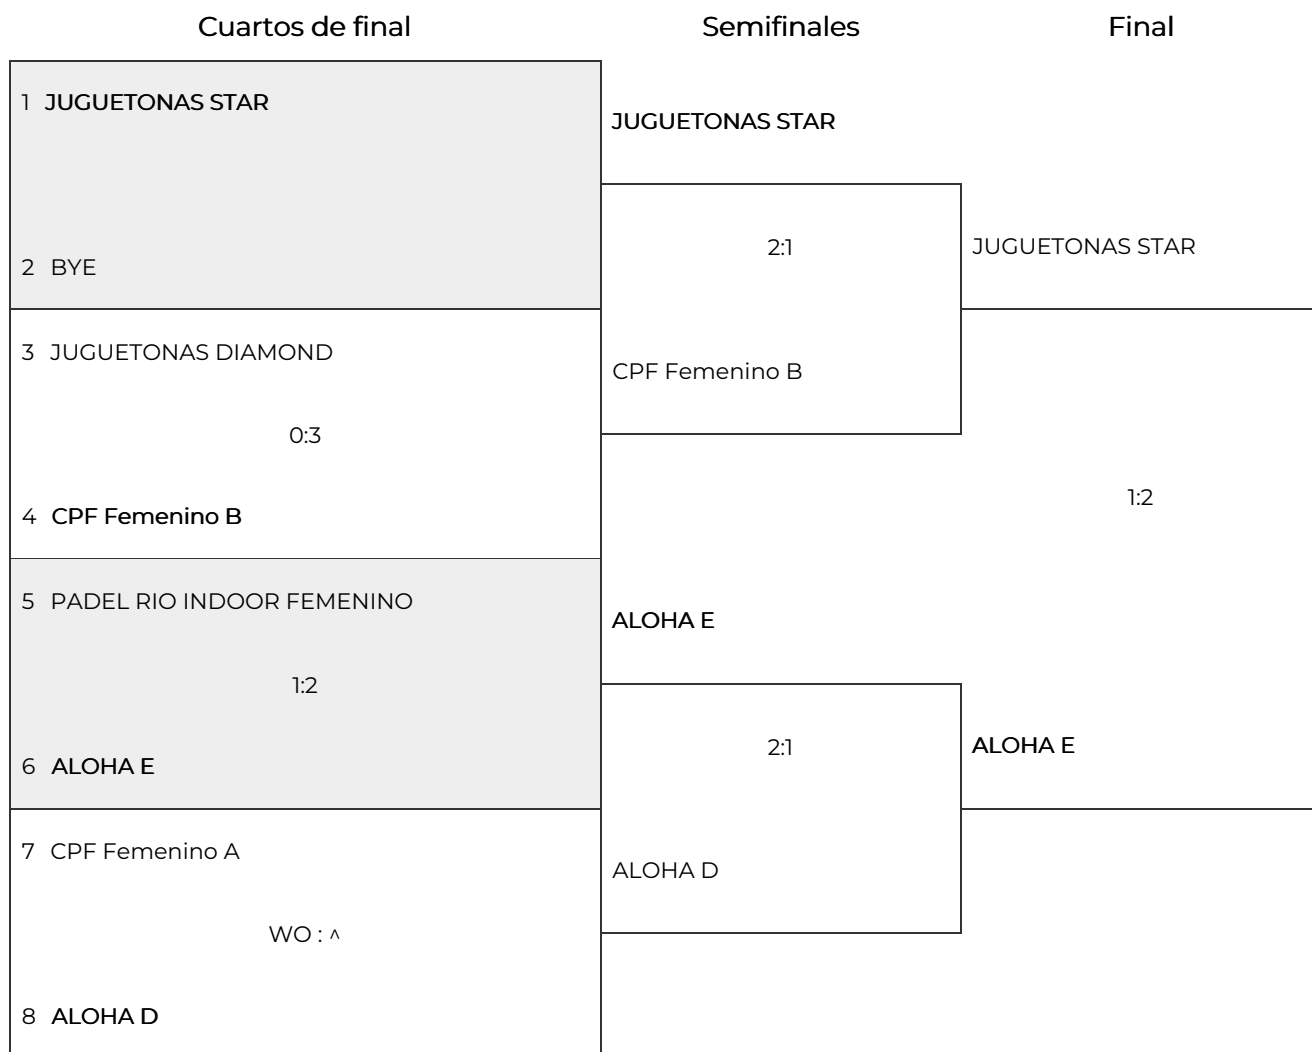 Cuartos de final
Semifinales
Final
1 JUGUETONAS STAR
2 BYE
3 JUGUETONAS DIAMOND
0:3
4 CPF Femenino B
5 PADEL RIO INDOOR FEMENINO
1:2
6 ALOHA E
7 CPF Femenino A
WO : ^
8 ALOHA D
JUGUETONAS STAR
2:1
CPF Femenino B
ALOHA E
2:1
ALOHA D
JUGUETONAS STAR
1:2
ALOHA E